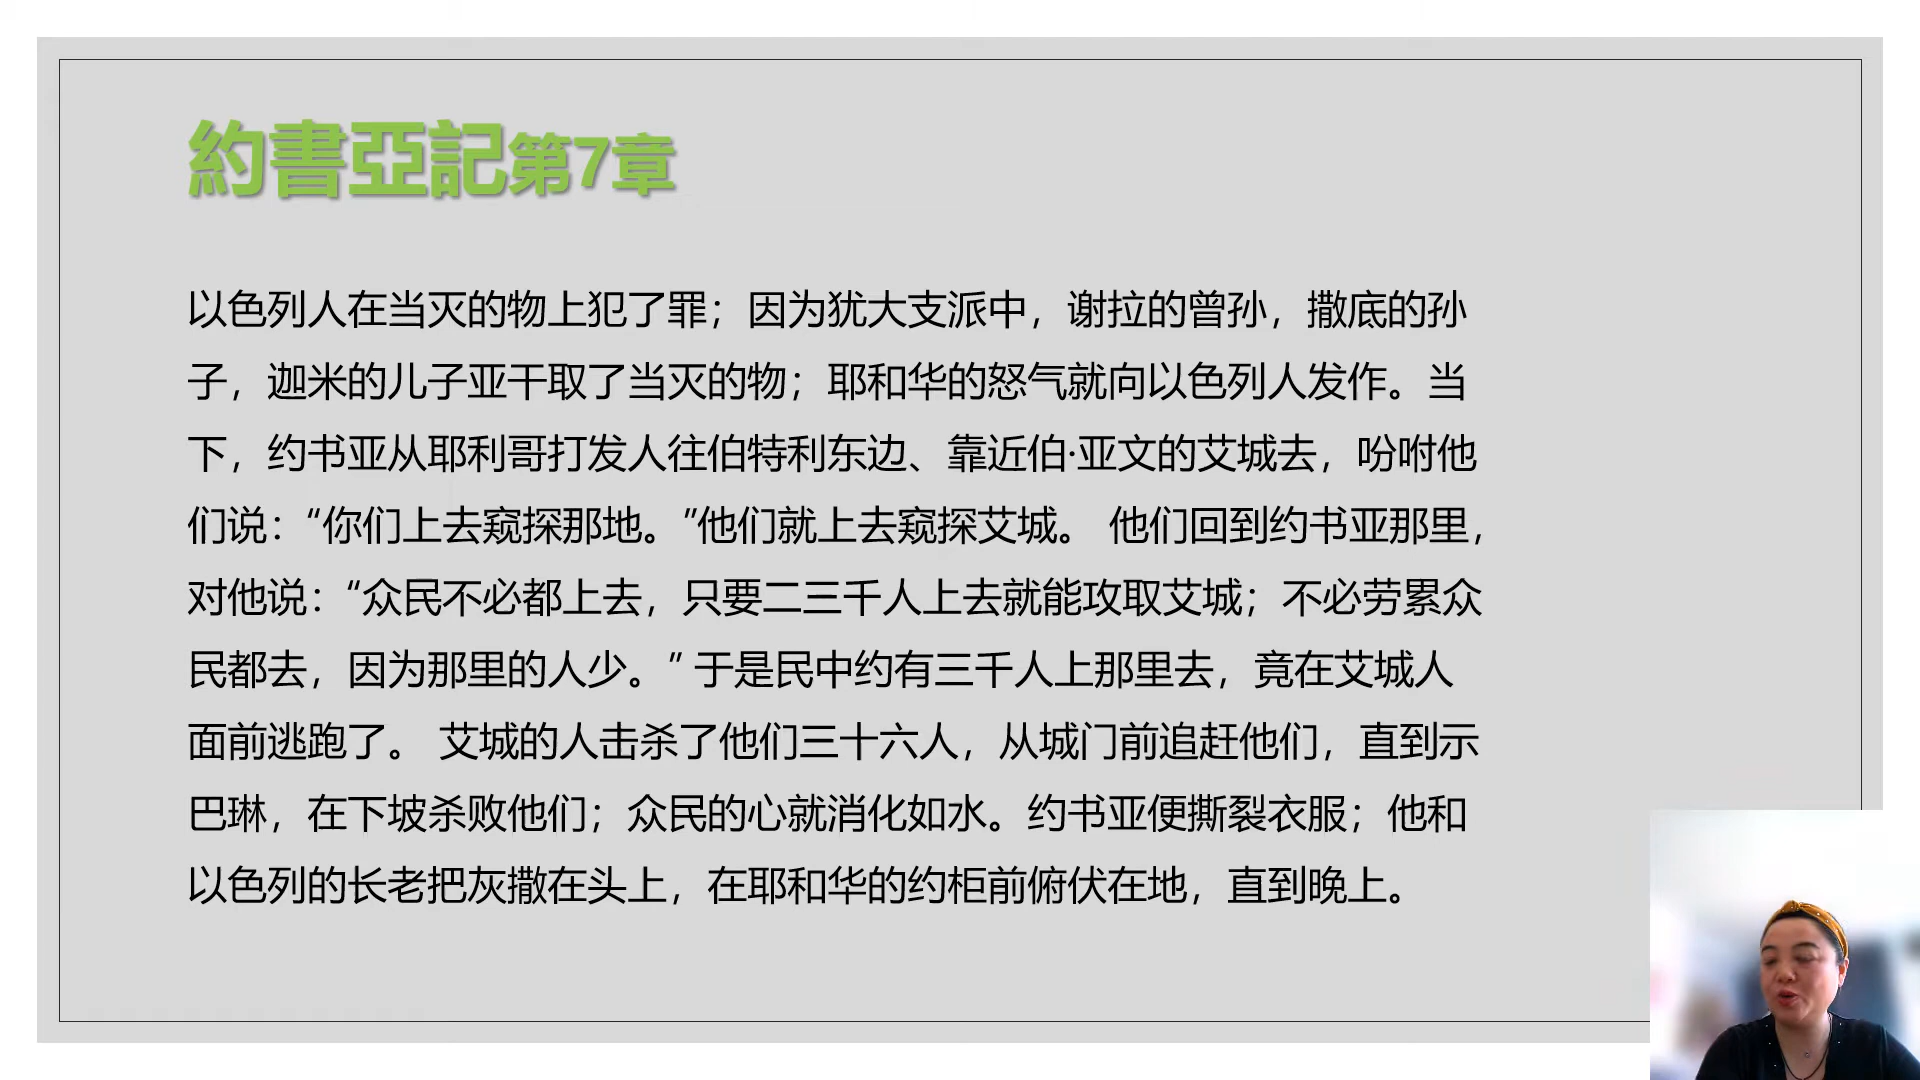 約書亞記第7章
以色列人在当灭的物上犯了罪；因为犹大支派中，谢拉的曾孙，撒底的孙
子，迦米的儿子亚干取了当灭的物；耶和华的怒气就向以色列人发作。当
下，约书亚从耶利哥打发人往伯特利东边、靠近伯·亚文的艾城去，吩咐他
们说：“你们上去窥探那地。”他们就上去窥探艾城。 他们回到约书亚那里，
对他说：“众民不必都上去，只要二三千人上去就能攻取艾城；不必劳累众
民都去，因为那里的人少。” 于是民中约有三千人上那里去，竟在艾城人
面前逃跑了。 艾城的人击杀了他们三十六人，从城门前追赶他们，直到示
巴琳，在下坡杀败他们；众民的心就消化如水。约书亚便撕裂衣服；他和
以色列的长老把灰撒在头上，在耶和华的约柜前俯伏在地，直到晚上。